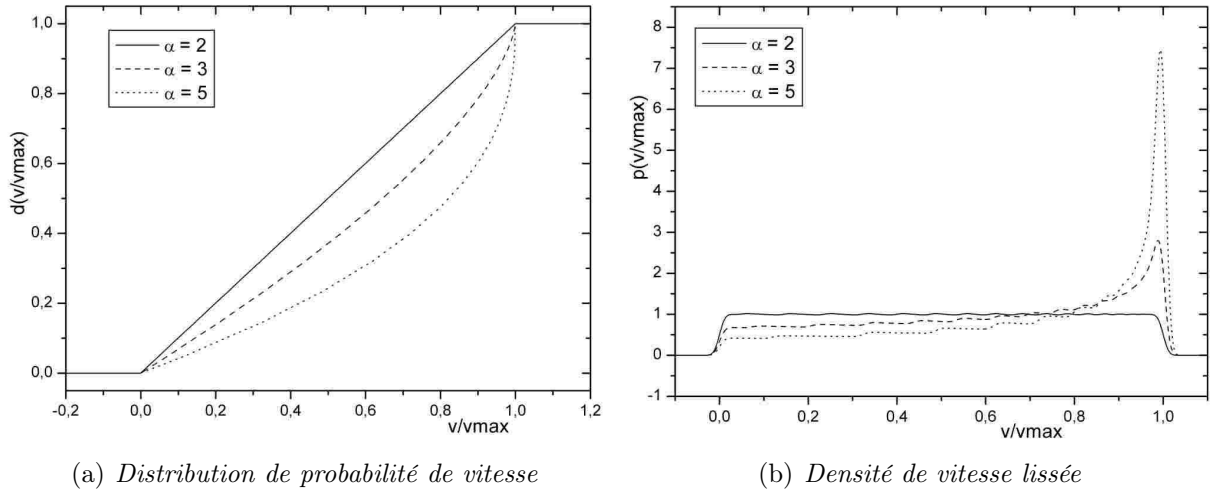 α = 2
α = 3
α = 5
d(v/vmax)
1,0
0,8
0,6
0,4
0,2
0,0
-0,2 0,0 0,2 0,4 0,6 0,8 1,0 1,2
v/vmax
(a) Distribution de probabilité de vitesse
α = 2
α = 3
α = 5
p(v/vmax)
8
7
6
5
4
3
2
1
0
-1
0,0 0,2 0,4 0,6 0,8 1,0
v/vmax
(b) Densité de vitesse lissée